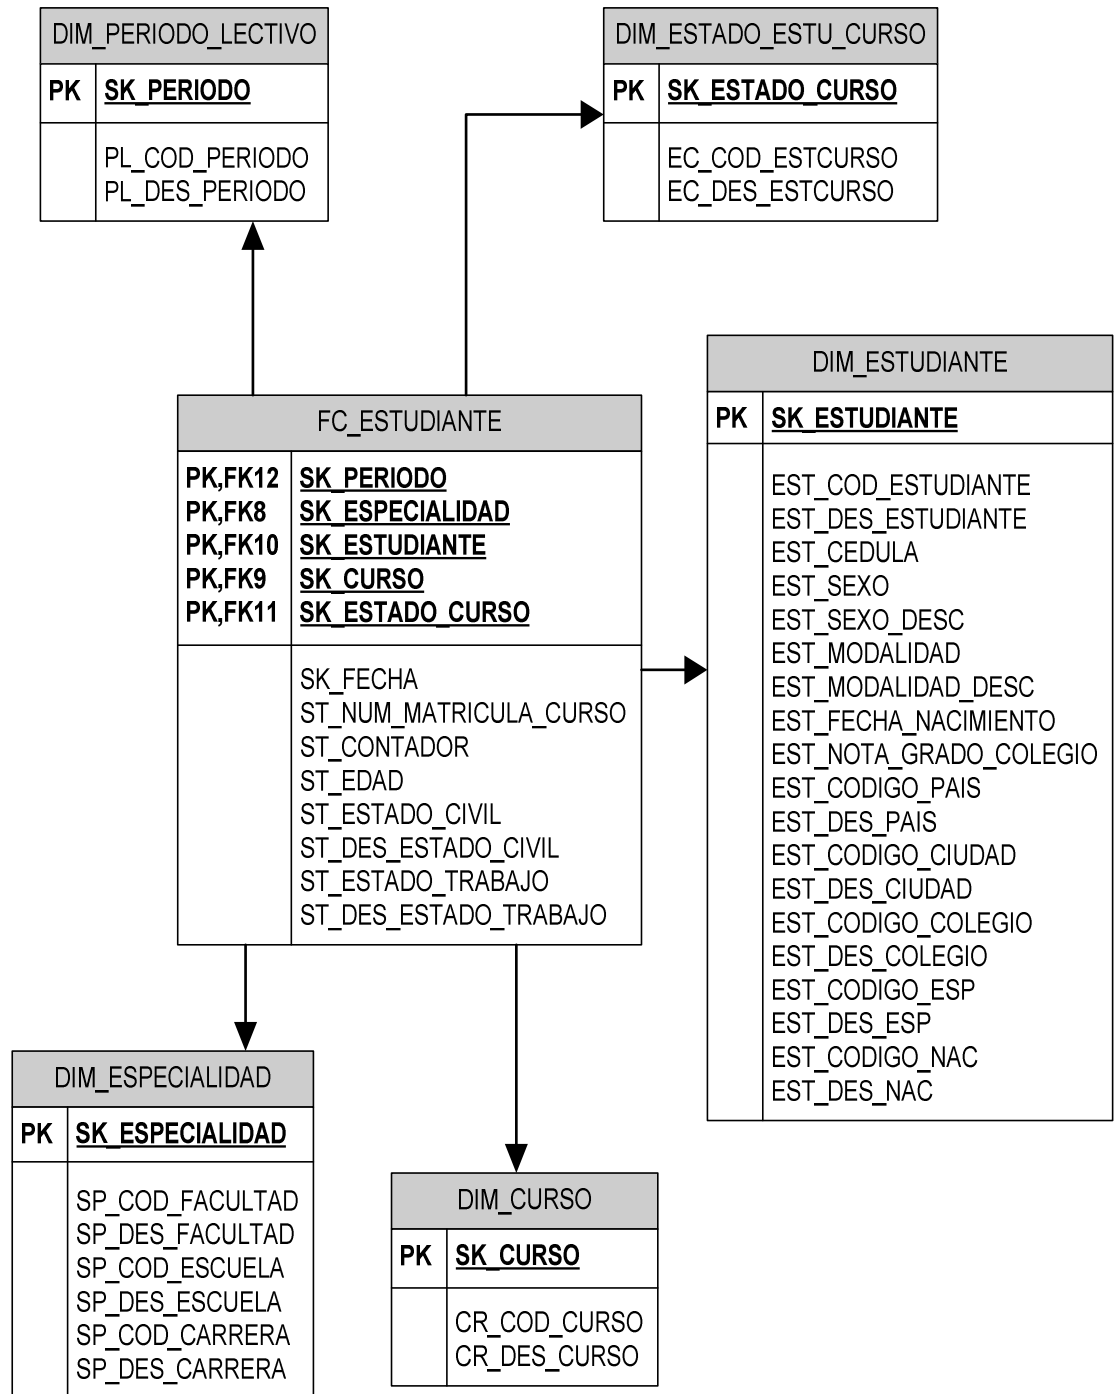 DIM_PERIODO_LECTIVO
PK SK_PERIODO
PL_COD_PERIODO
PL_DES_PERIODO
DIM_ESTADO_ESTU_CURSO
PK SK_ESTADO_CURSO
EC_COD_ESTCURSO
EC_DES_ESTCURSO
FC_ESTUDIANTE
PK,FK12 SK_PERIODO
PK,FK8 SK_ESPECIALIDAD
PK,FK10 SK_ESTUDIANTE
PK,FK9 SK_CURSO
PK,FK11 SK_ESTADO_CURSO
SK_FECHA
ST_NUM_MATRICULA_CURSO
ST_CONTADOR
ST_EDAD
ST_ESTADO_CIVIL
ST_DES_ESTADO_CIVIL
ST_ESTADO_TRABAJO
ST_DES_ESTADO_TRABAJO
DIM_ESTUDIANTE
PK SK_ESTUDIANTE
EST_COD_ESTUDIANTE
EST_DES_ESTUDIANTE
EST_CEDULA
EST_SEXO
EST_SEXO_DESC
EST_MODALIDAD
EST_MODALIDAD_DESC
EST_FECHA_NACIMIENTO
EST_NOTA_GRADO_COLEGIO
EST_CODIGO_PAIS
EST_DES_PAIS
EST_CODIGO_CIUDAD
EST_DES_CIUDAD
EST_CODIGO_COLEGIO
EST_DES_COLEGIO
EST_CODIGO_ESP
EST_DES_ESP
EST_CODIGO_NAC
EST_DES_NAC
DIM_ESPECIALIDAD
PK SK_ESPECIALIDAD
SP_COD_FACULTAD
SP_DES_FACULTAD
SP_COD_ESCUELA
SP_DES_ESCUELA
SP_COD_CARRERA
SP_DES_CARRERA
DIM_CURSO
PK SK_CURSO
CR_COD_CURSO
CR_DES_CURSO